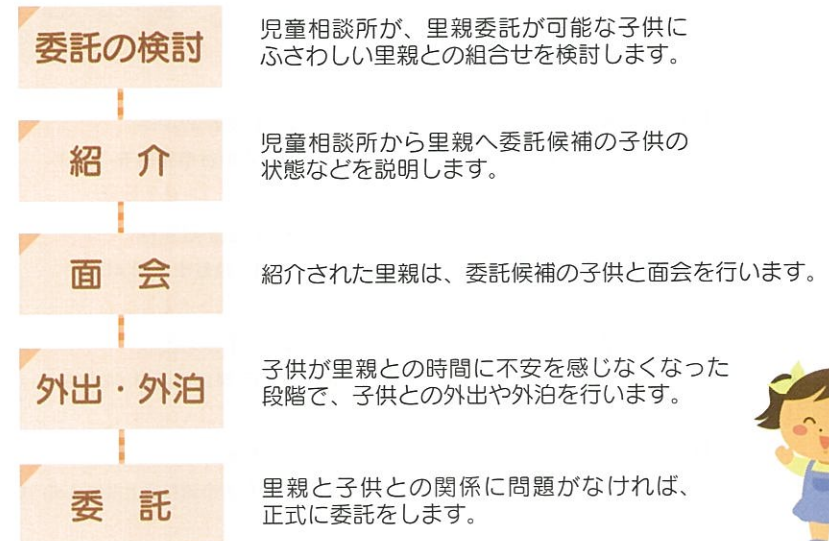 委託の検討
児童相談所が、里親委託が可能な子供に
ふさわしい里親との組合せを検討します。
紹　介
児童相談所から里親へ委託候補の子供の
状態などを説明します。
面　会
紹介された里親は、委託候補の子供と面会を行います。
外出・外泊
子供が里親との時間に不安を感じなくなった
段階で、子供との外出や外泊を行います。
委　託
里親と子供との関係に問題がなければ、
正式に委託をします。